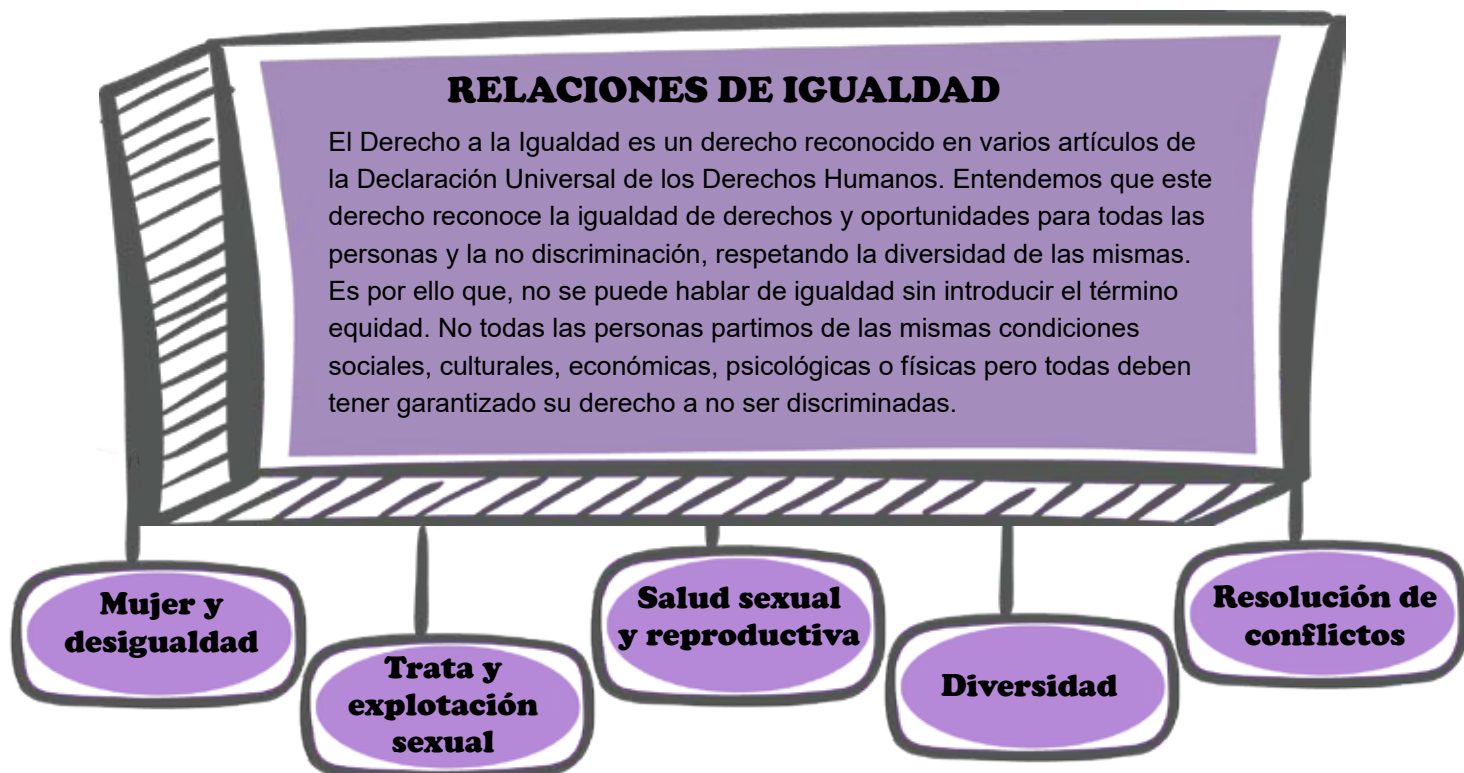 RELACIONES DE IGUALDAD
El Derecho a la Igualdad es un derecho reconocido en varios artículos de
la Declaración Universal de los Derechos Humanos. Entendemos que este
derecho reconoce la igualdad de derechos y oportunidades para todas las
personas y la no discriminación, respetando la diversidad de las mismas.
Es por ello que, no se puede hablar de igualdad sin introducir el término
equidad. No todas las personas partimos de las mismas condiciones
sociales, culturales, económicas, psicológicas o físicas pero todas deben
tener garantizado su derecho a no ser discriminadas.
Mujer y
desigualdad
Trata y
explotación
sexual
Salud sexual
y reproductiva
Diversidad
Resolución de
conflictos